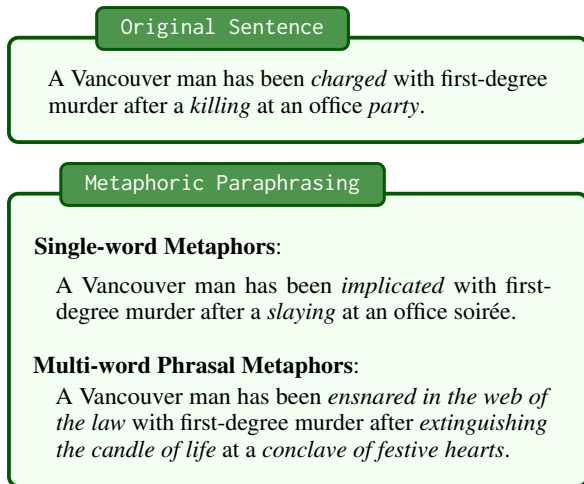 Original Sentence
A Vancouver man has been charged with first-degree
murder after a killing at an office party.
Metaphoric Paraphrasing
Single-word Metaphors:
A Vancouver man has been implicated with first-
degree murder after a slaying at an office soirée.
Multi-word Phrasal Metaphors:
A Vancouver man has been ensnared in the web of
the law with first-degree murder after extinguishing
the candle of life at a conclave of festive hearts.